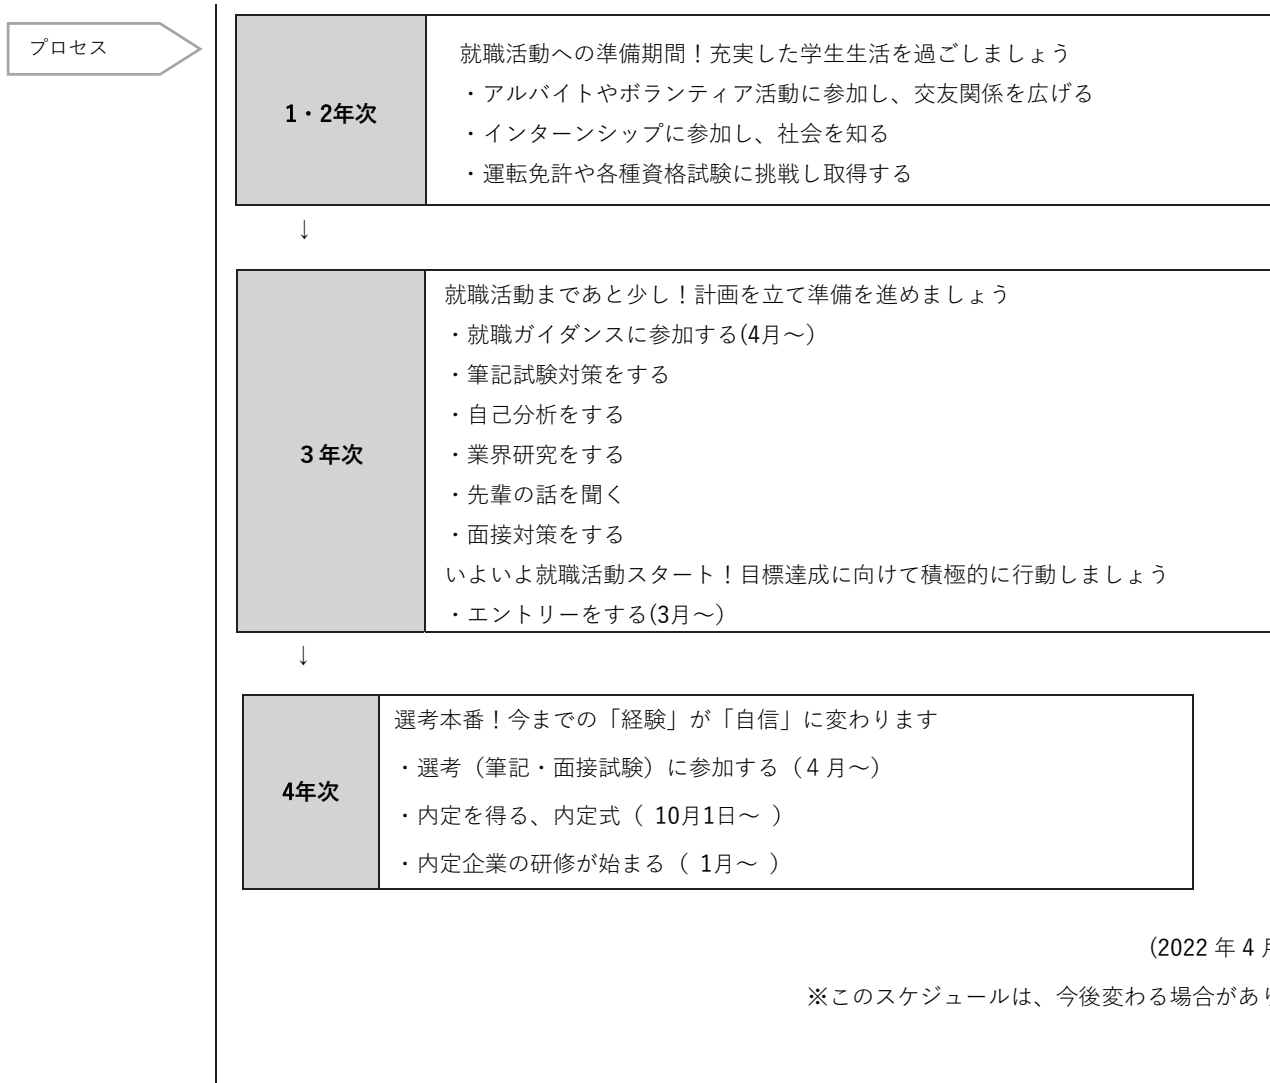 プロセス
1・2年次
就職活動への準備期間！充実した学生生活を過ごしましょう
・アルバイトやボランティア活動に参加し、交友関係を広げる
・インターンシップに参加し、社会を知る
・運転免許や各種資格試験に挑戦し取得する
↓
３年次
就職活動まであと少し！計画を立て準備を進めましょう
・就職ガイダンスに参加する(4月～)
・筆記試験対策をする
・自己分析をする
・業界研究をする
・先輩の話を聞く
・面接対策をする
いよいよ就職活動スタート！目標達成に向けて積極的に行動しましょう
・エントリーをする(3月～)
↓
4年次
選考本番！今までの「経験」が「自信」に変わります
・選考（筆記・面接試験）に参加する（４月～）
・内定を得る、内定式（ 10月1日～ ）
・内定企業の研修が始まる（ 1月～ ）
(2022 年 4 月
※このスケジュールは、今後変わる場合があり